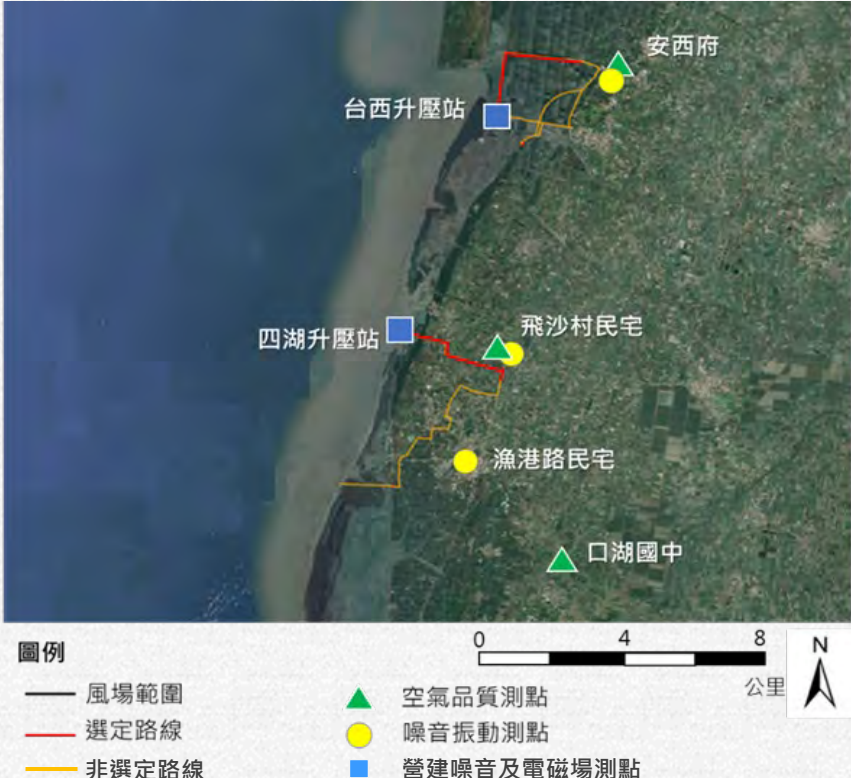 安西府
台西升壓站
飛沙村民宅
四湖升壓站
漁港路民宅
口湖國中
圖例
0 4 8
公里
N
風場範圍
選定路線
非選定路線
空氣品質測點
噪音振動測點
營建噪音及電磁場測點